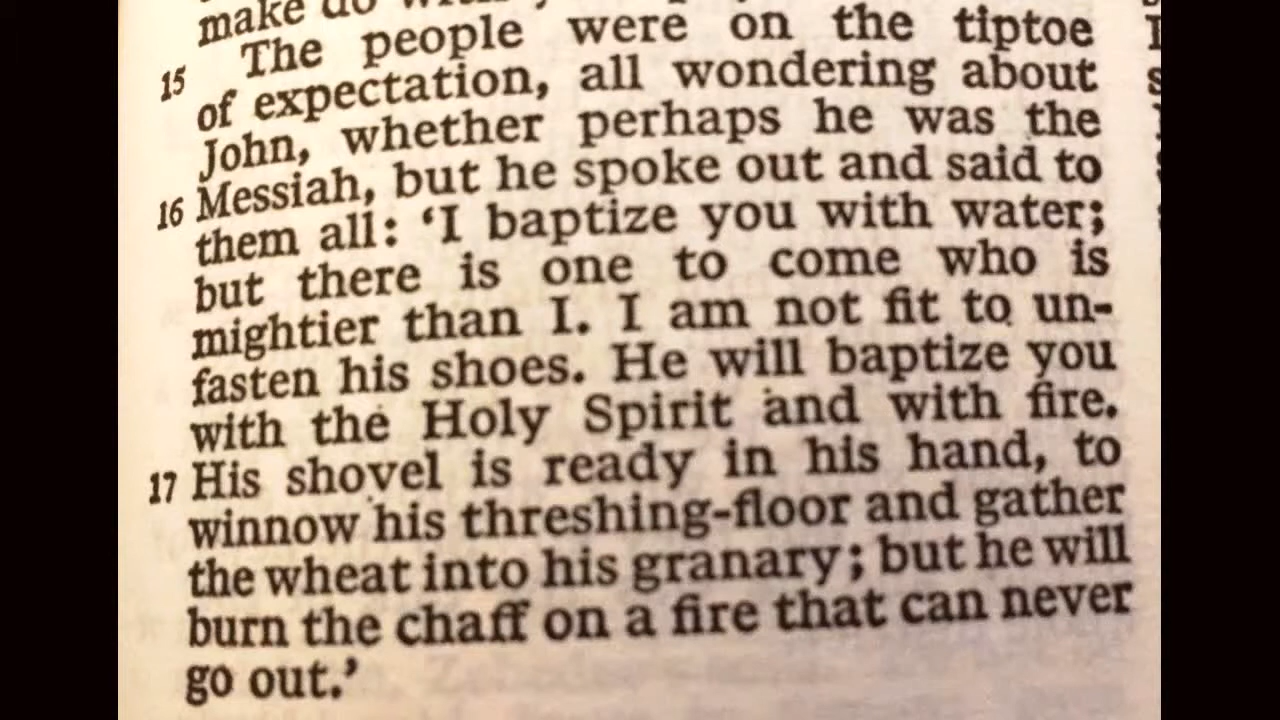 make do
15 The people were on the tiptoe
of expectation, all wondering about
John, whether perhaps he was the
16 Messiah, but he spoke out and said to
them all: ‘I baptize you with water;
but there is one to come who is
mightier than I. I am not fit to un-
fasten his shoes. He will baptize you
with the Holy Spirit and with fire.
17 His shovel is ready in his hand, to
winnow his threshing-floor and gather
the wheat into his granary; but he will
burn the chaff on a fire that can never
go out.’